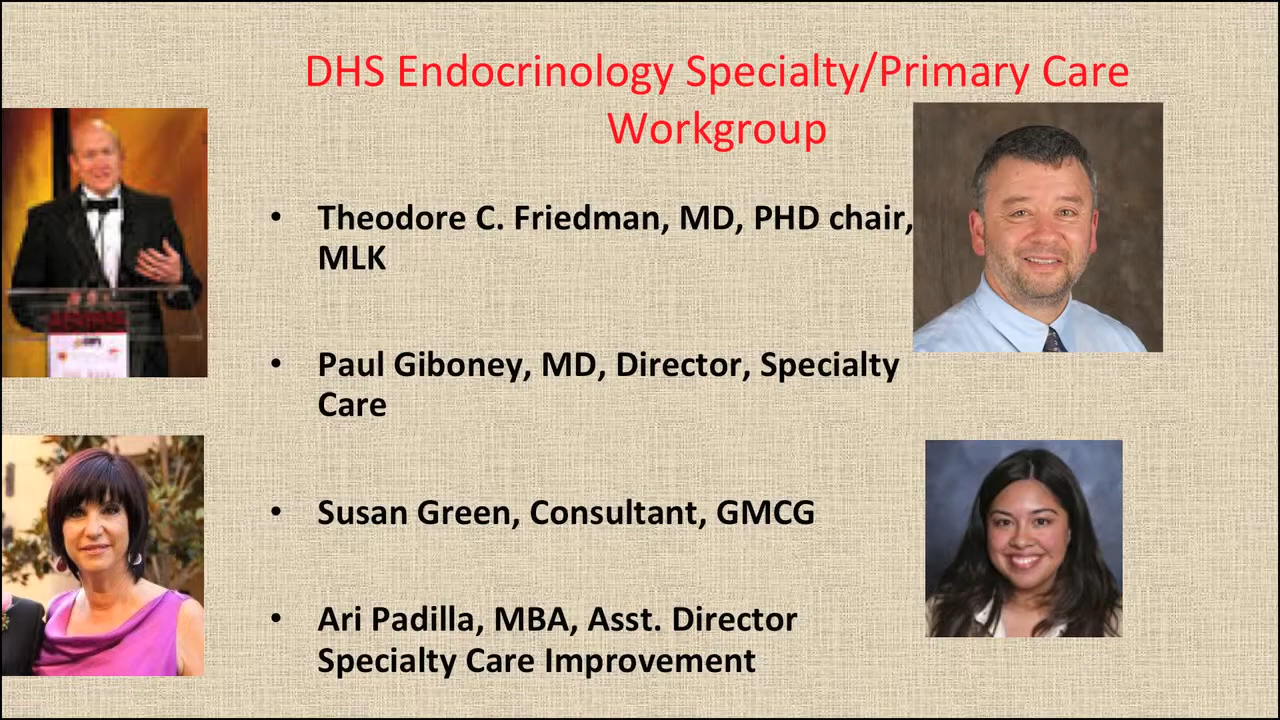 DHS Endocrinology Specialty/Primary Care
Workgroup
• Theodore C. Friedman, MD, PHD chair,
MLK
• Paul Giboney, MD, Director, Specialty
Care
• Susan Green, Consultant, GMCG
• Ari Padilla, MBA, Asst. Director
Specialty Care Improvement